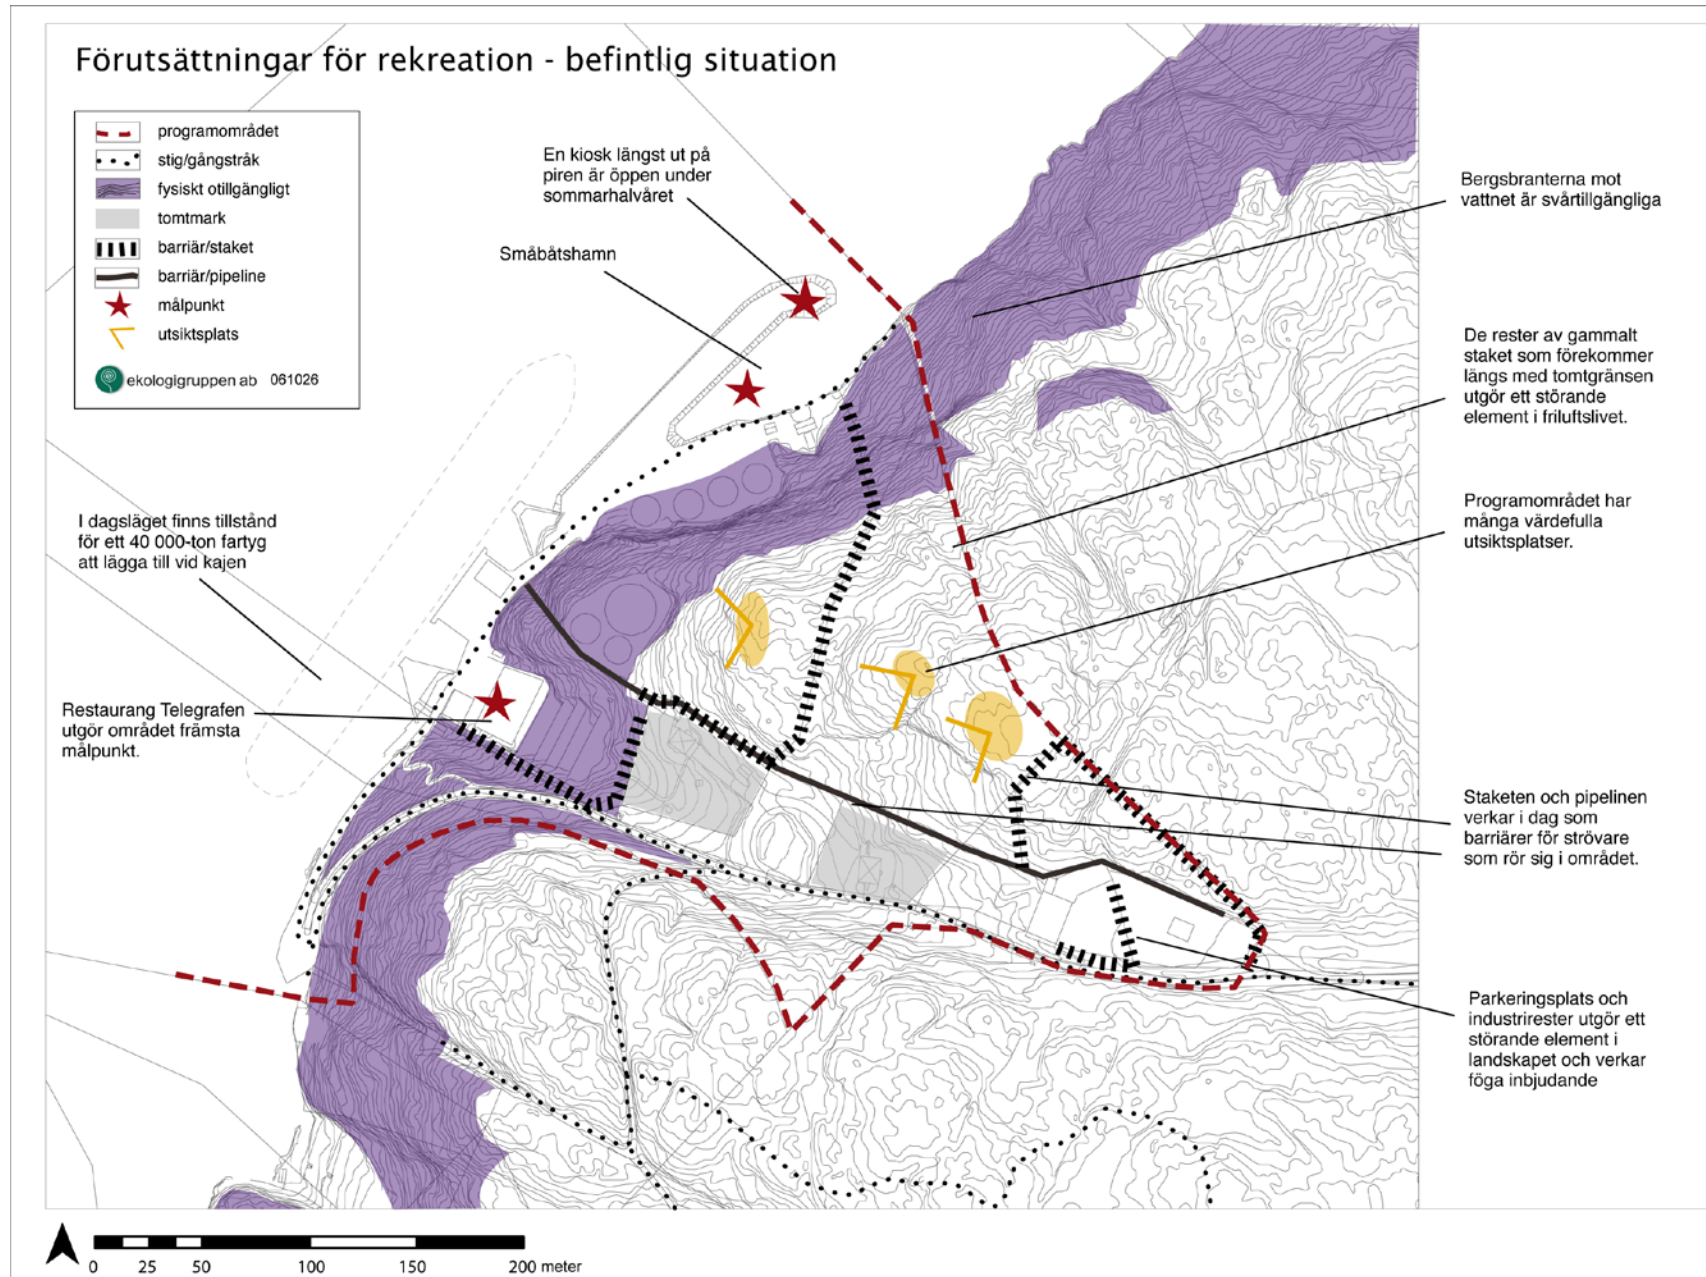 Förutsättningar för rekreation - befintlig situation
programområdet
stig/gångstråk
fysiskt otillgängligt
tomtmark
barriär/staket
barriär/pipeline
målpunkt
utsiktsplats
ekologigruppen ab 061026
En kiosk längst ut på
piren är öppen under
sommarhalvåret
Småbåtshamn
I dagsläget finns tillstånd
för ett 40 000-ton fartyg
att lägga till vid kajen
Restaurang Telegrafen
utgör området främsta
målpunkt.
Bergsbranterna mot
vattnet är svårtillgängliga
De rester av gammalt
staket som förekommer
längs med tomtgränsen
utgör ett störande
element i friluftslivet.
Programområdet har
många värdefulla
utsiktsplatser.
Staketen och pipelinen
verkar i dag som
barriärer för strövare
som rör sig i området.
Parkeringsplats och
industrirester utgör ett
störande element i
landskapet och verkar
föga inbjudande
0 25 50 100 150 200 meter